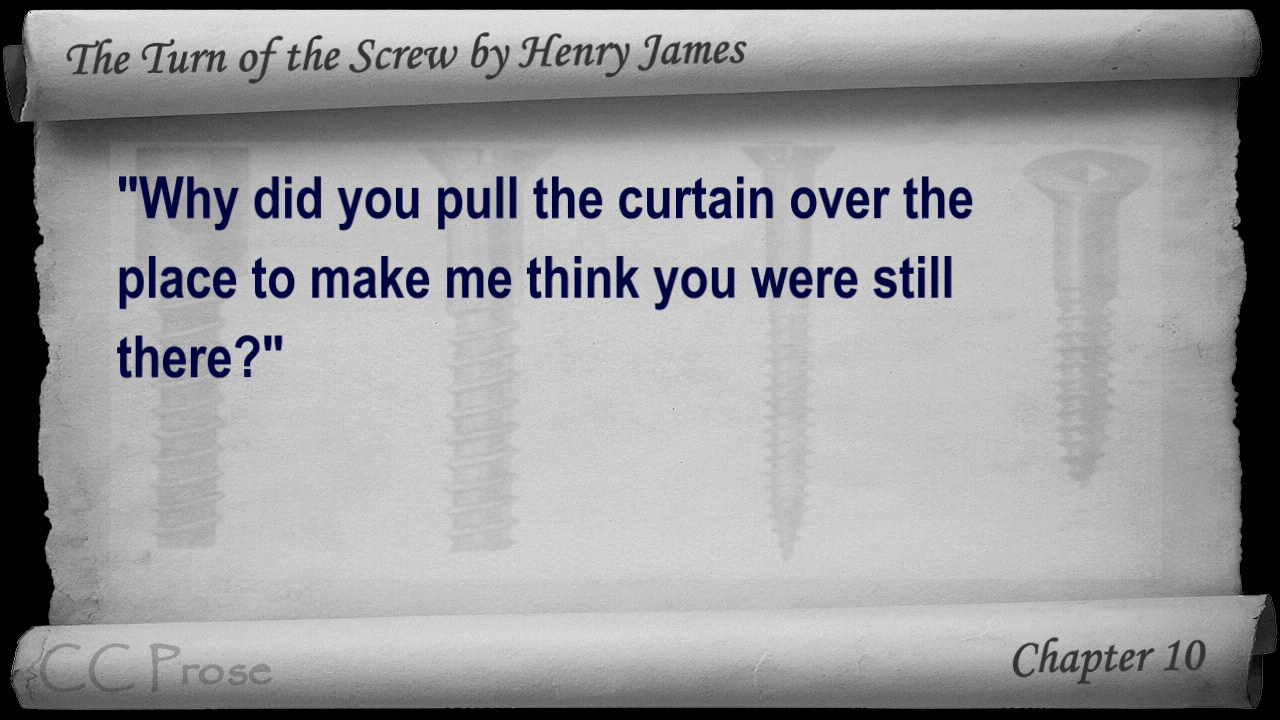 The Turn of the Screw by Henry James
"Why did you pull the curtain over the
place to make me think you were still
there?"
CC Prose
Chapter 10